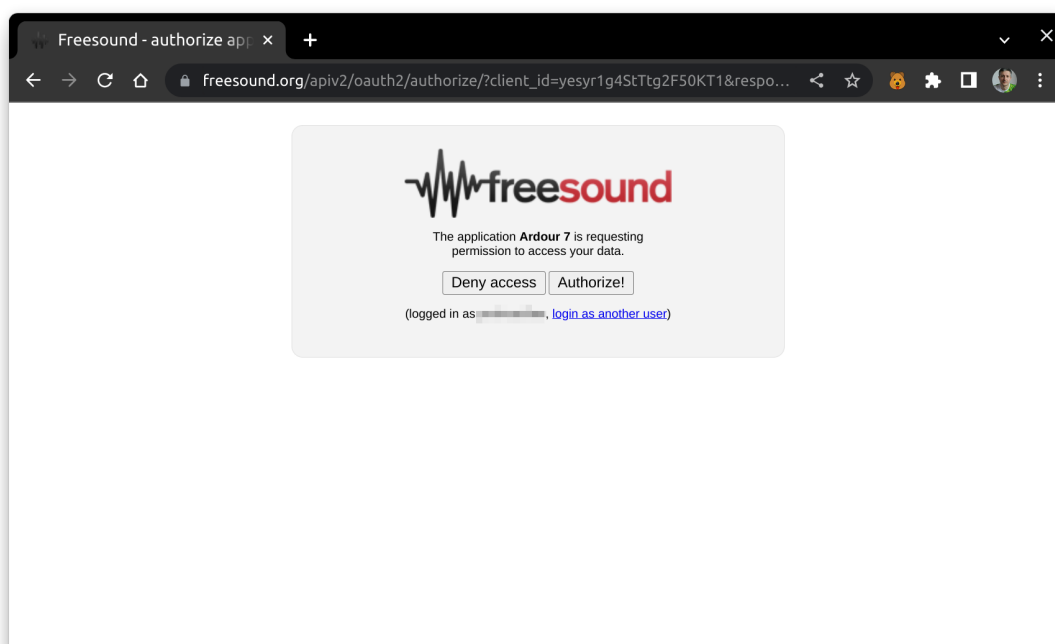 Freesound - authorize app
freesound.org/apiv2/oauth2/authorize/?client_id=yesyr1g4StTtg2F50KT1&respo...
freesound
The application Ardour 7 is requesting
permission to access your data.
Deny access Authorize!
(logged in as , login as another user)